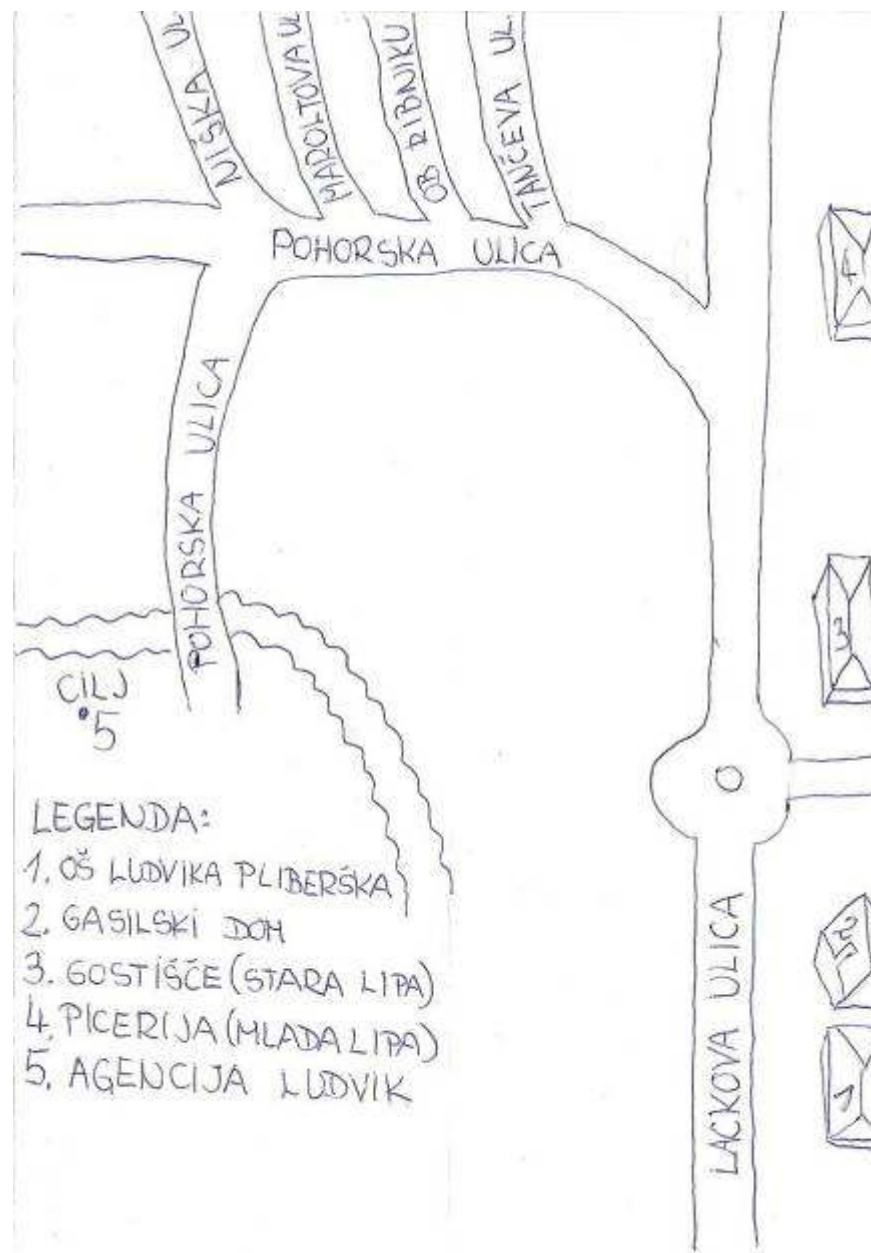 NIŠKA UL.
MAROLTOVA UL
OB RIBNIKU
TANČEVA UL.
POHORSKA ULICA
4
POHORSKA ULICA
3
CILJ
5
LEGENDA:
1. OŠ LUDVIKA PLIBERŠKA
2. GASILSKI DOM
3. GOSTIŠČE (STARA LIPA)
4. PICERIJA (MLADA LIPA)
5. AGENCIJA LUDVIK
2
LACKOVA ULICA
1